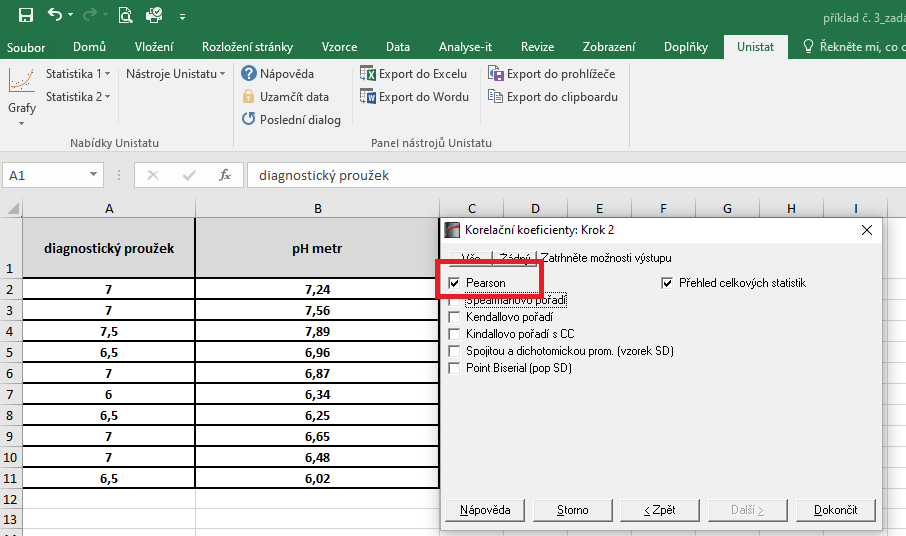 příklad č. 3_zadá
Soubor Domů Vložení Rozložení stránky Vzorce Data Analyse-it Revize Zobrazení Doplňky Unistat Řekněte mi, co
Grafy
Statistika 1
Statistika 2
Nástroje Unistatu
Nabídky Unistatu
Nápověda
Uzamčít data
Poslední dialog
Export do Excelu
Export do Wordu
Export do prohlížeče
Export do clipboardu
Panel nástrojů Unistatu
A1 fx diagnostický proužek
A B C D E F G H I
1 diagnostický proužek pH metr
2 7 7,24
3 7 7,56
4 7,5 7,89
5 6,5 6,96
6 7 6,87
7 6 6,34
8 6,5 6,25
9 7 6,65
10 7 6,48
11 6,5 6,02
12
13
Korelační koeficienty: Krok 2
Vše Žádný Zatrhněte možnosti výstupu
Pearson
Spearmanovo pořadí
Kendallovo pořadí
Kindallovo pořadí s CC
Spojitou a dichotomickou prom. (vzorek SD)
Point Biserial (pop SD)
Přehled celkových statistik
Nápověda Storno < Zpět Další > Dokončit